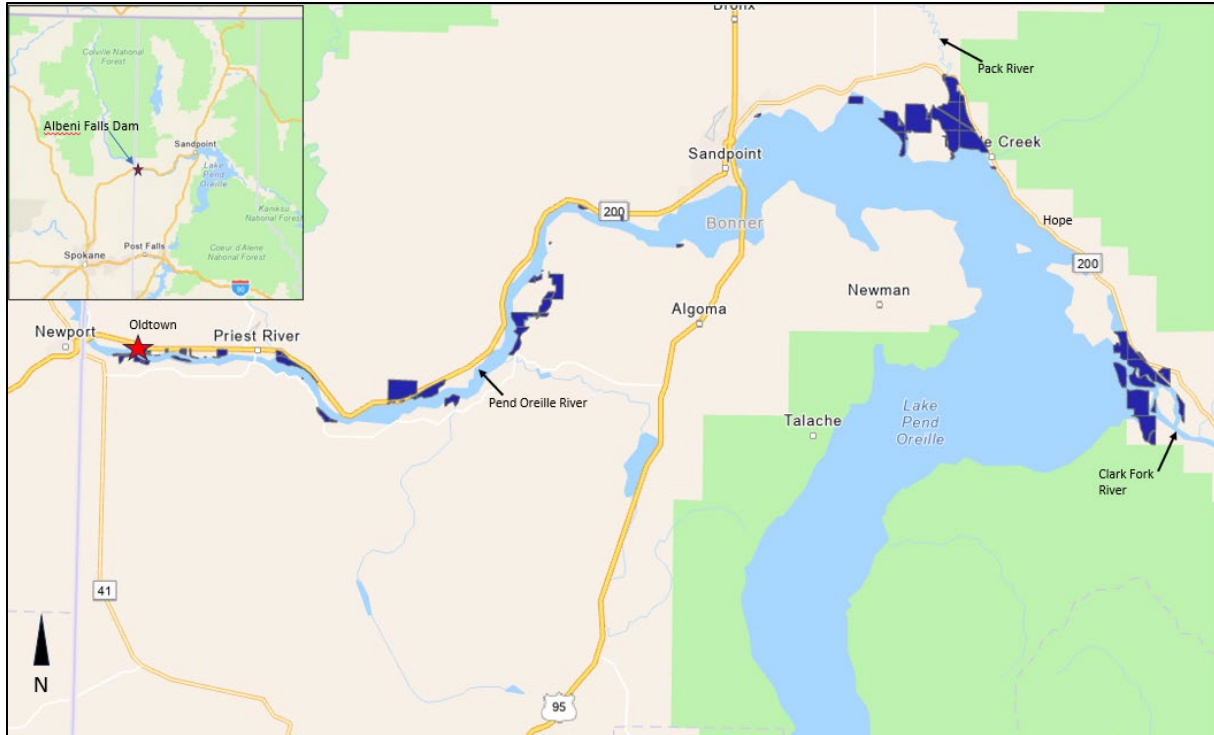 Colville National
Forest
Albeni Falls Dam
Sandpoint
Lake
Pend
Oreille
Kaniksu
National Forest
Coeur d'Alene
National Forest
Post Falls
Spokane
90
Pack River
Sandpoint
Creek
200
Bonner
Hope
200
Newman
Algoma
Oldtown
Newport
Priest River
Pend Oreille River
Lake
Pend
Oreille
Talache
Clark Fork
River
41
N
95